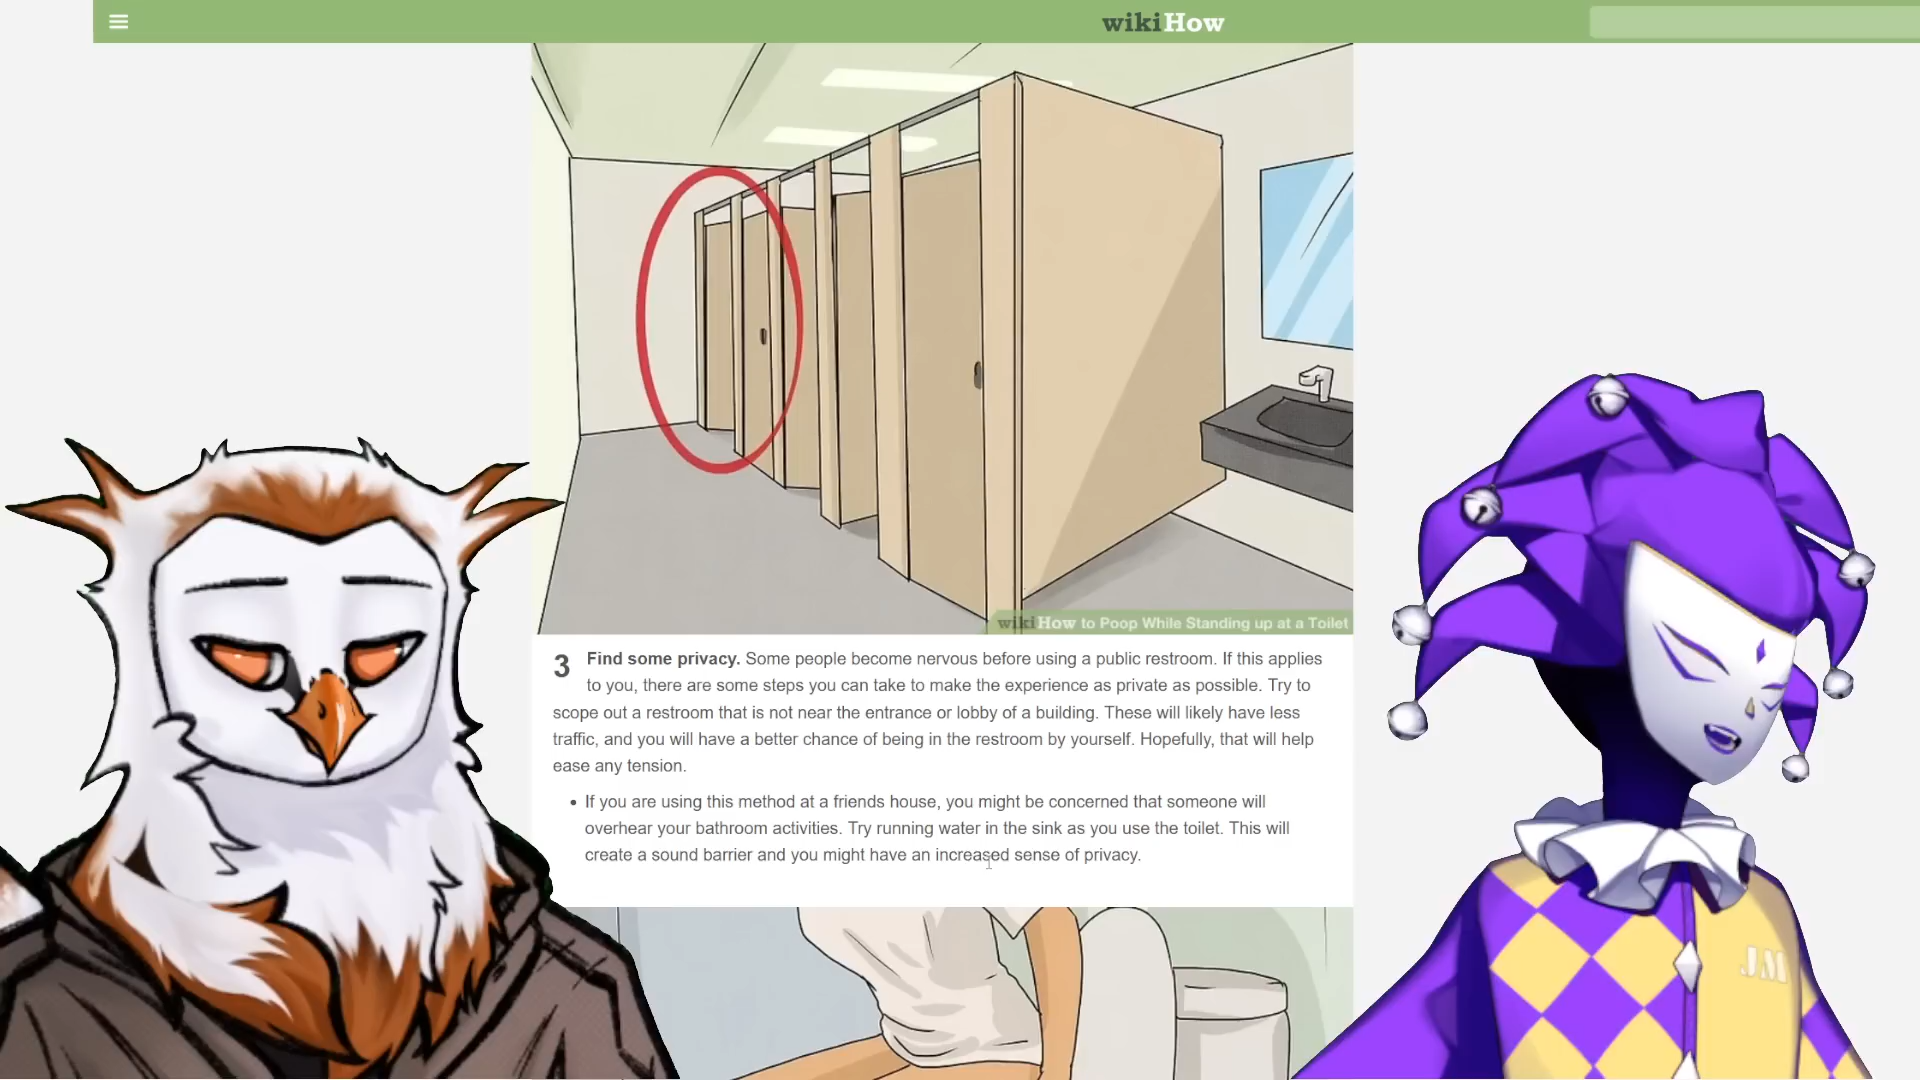 wikiHow
wikiHow to Poop While Standing up at a Toilet
3 Find some privacy. Some people become nervous before using a public restroom. If this applies
to you, there are some steps you can take to make the experience as private as possible. Try to
scope out a restroom that is not near the entrance or lobby of a building. These will likely have less
traffic, and you will have a better chance of being in the restroom by yourself. Hopefully, that will help
ease any tension.
• If you are using this method at a friends house, you might be concerned that someone will
overhear your bathroom activities. Try running water in the sink as you use the toilet. This will
create a sound barrier and you might have an increased sense of privacy.
JM